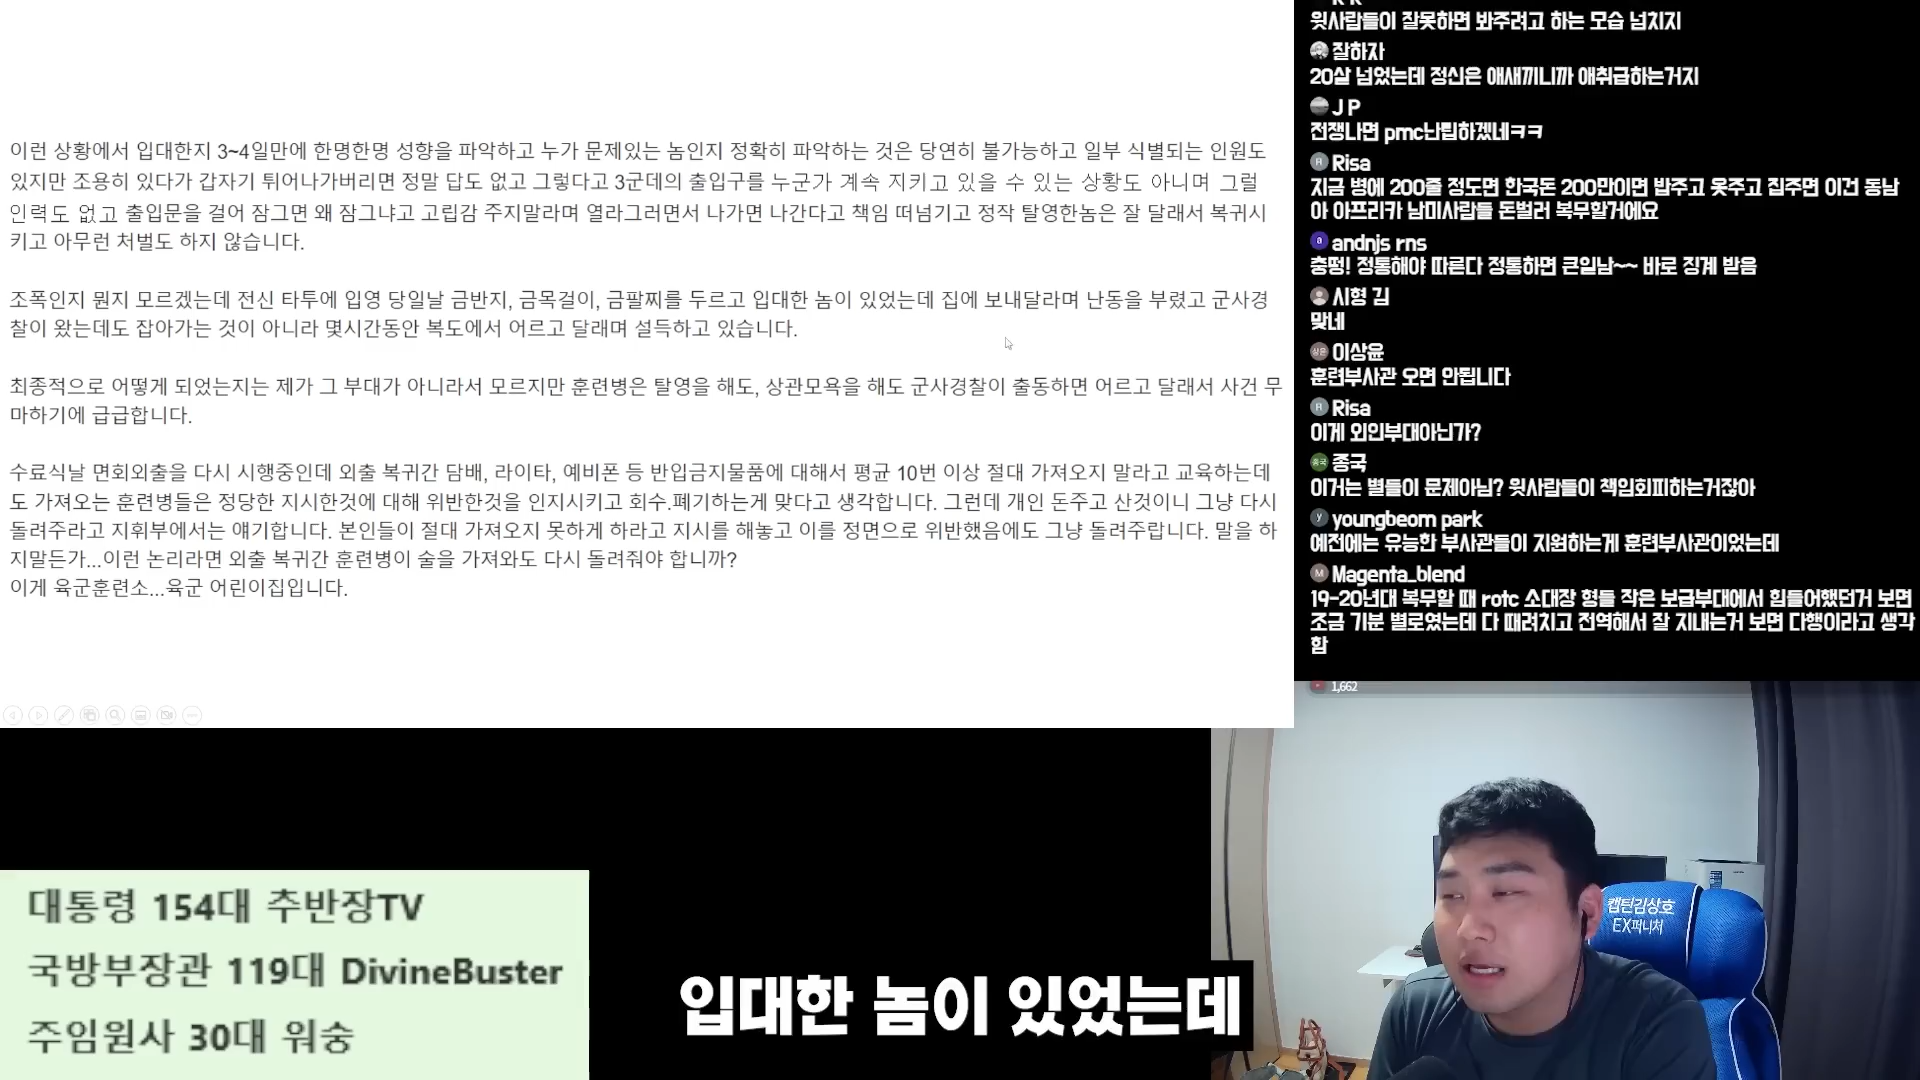 이런 상황에서 입대한지 3~4일만에 한명한명 성향을 파악하고 누가 문제있는 놈인지 정확히 파악하는 것은 당연히 불가능하고 일부 식별되는 인원도
있지만 조용히 있다가 갑자기 튀어나가버리면 정말 답도 없고 그렇다고 3군데의 출입구를 누군가 계속 지키고 있을 수 있는 상황도 아니며 그럴
인력도 없고 출입문을 걸어 잠그면 왜 잠그냐고 고립감 주지말라며 열라그러면서 나가면 나간다고 책임 떠넘기고 정작 탈영한놈은 잘 달래서 복귀시
키고 아무런 처벌도 하지 않습니다.
조폭인지 뭔지 모르겠는데 전신 타투에 입영 당일날 금반지, 금목걸이, 금팔찌를 두르고 입대한 놈이 있었는데 집에 보내달라며 난동을 부렸고 군사경
찰이 왔는데도 잡아가는 것이 아니라 몇시간동안 복도에서 어르고 달래며 설득하고 있습니다.
최종적으로 어떻게 되었는지는 제가 그 부대가 아니라서 모르지만 훈련병은 탈영을 해도, 상관모욕을 해도 군사경찰이 출동하면 어르고 달래서 사건 무
마하기에 급급합니다.
수료식날 면회외출을 다시 시행중인데 외출 복귀간 담배, 라이타, 예비폰 등 반입금지물품에 대해서 평균 10번 이상 절대 가져오지 말라고 교육하는데
도 가져오는 훈련병들은 정당한 지시한것에 대해 위반한것을 인지시키고 회수.폐기하는게 맞다고 생각합니다. 그런데 개인 돈주고 산것이니 그냥 다시
돌려주라고 지휘부에서는 얘기합니다. 본인들이 절대 가져오지 못하게 하라고 지시를 해놓고 이를 정면으로 위반했음에도 그냥 돌려주랍니다. 말을 하
지말든가...이런 논리라면 외출 복귀간 훈련병이 술을 가져와도 다시 돌려줘야 합니까?
이게 육군훈련소...육군 어린이집입니다.
윗사람들이 잘못하면 봐주려고 하는 모습 넘치지
잘하자
20살 넘었는데 정신은 애새끼니까 애취급하는거지
J P
전쟁나면 pmc난립하겠네ㅋㅋ
R Risa
지금 병에 200줄 정도면 한국돈 200만이면 밥주고 옷주고 집주면 이건 동남
아 아프리카 남미사람들 돈벌러 복무할거에요
a andnjs rns
충떵! 정통해야 따른다 정통하면 큰일남~~ 바로 징계 받음
시형 김
맞네
상윤 이상윤
훈련부사관 오면 안됩니다
R Risa
이게 외인부대아닌가?
종국 종국
이거는 별들이 문제아님? 윗사람들이 책임회피하는거잖아
y youngbeom park
예전에는 유능한 부사관들이 지원하는게 훈련부사관이었는데
M Magenta_blend
19-20년대 복무할 때 rotc 소대장 형들 작은 보급부대에서 힘들어했던거 보면
조금 기분 별로였는데 다 때려치고 전역해서 잘 지내는거 보면 다행이라고 생각
함
1,662
캡틴김상호
EX퍼니처
대통령 154대 추반장TV
국방부장관 119대 DivineBuster
주임원사 30대 워숭
입대한 놈이 있었는데